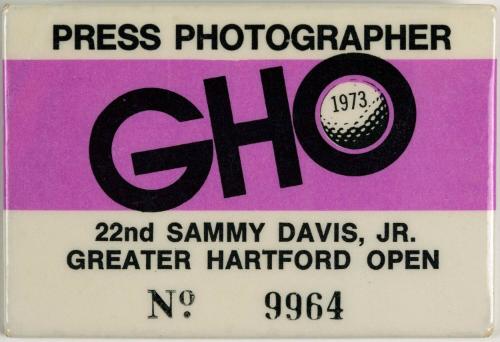 PRESS PHOTOGRAPHER
GHO
1973
22nd SAMMY DAVIS, JR.
GREATER HARTFORD OPEN
Nº 9964